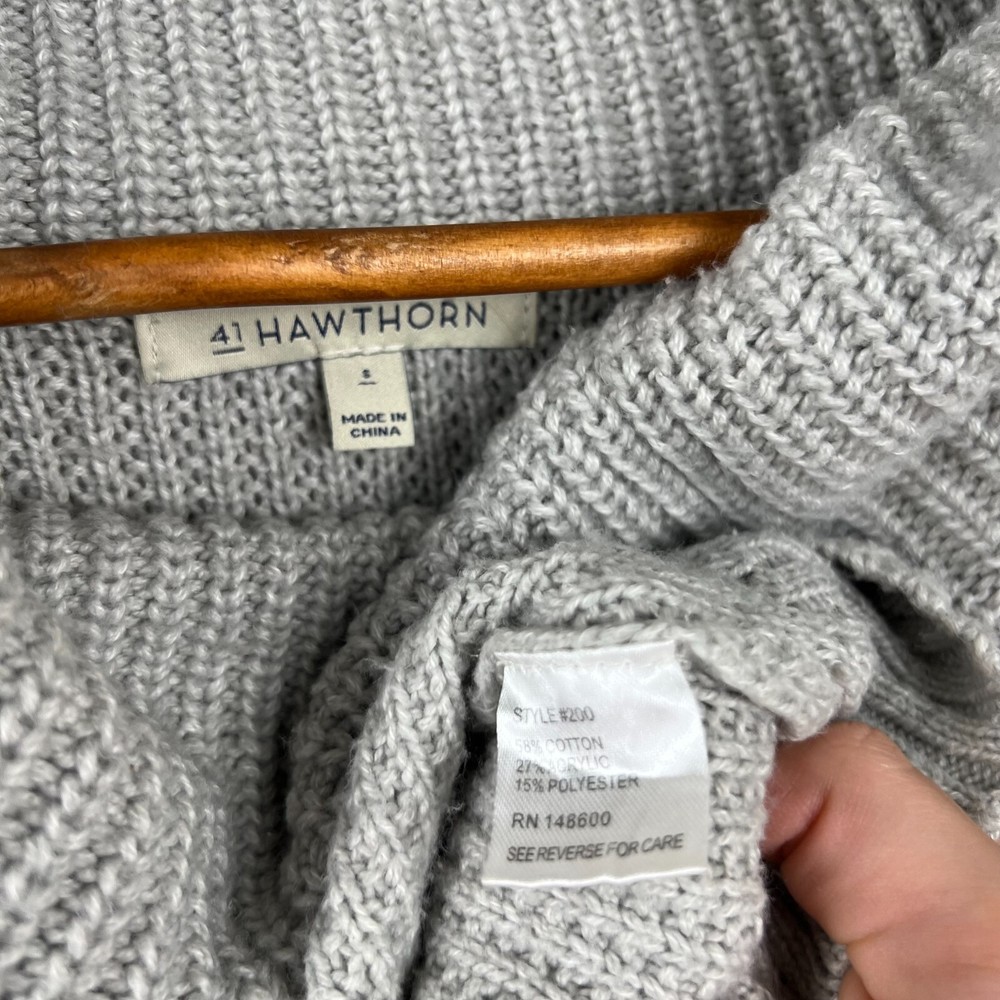 41 HAWTHORN
S
MADE IN
CHINA
STYLE#200
58% COTTON
27% ACRYLIC
15% POLYESTER
RN 148600
SEE REVERSE FOR CARE